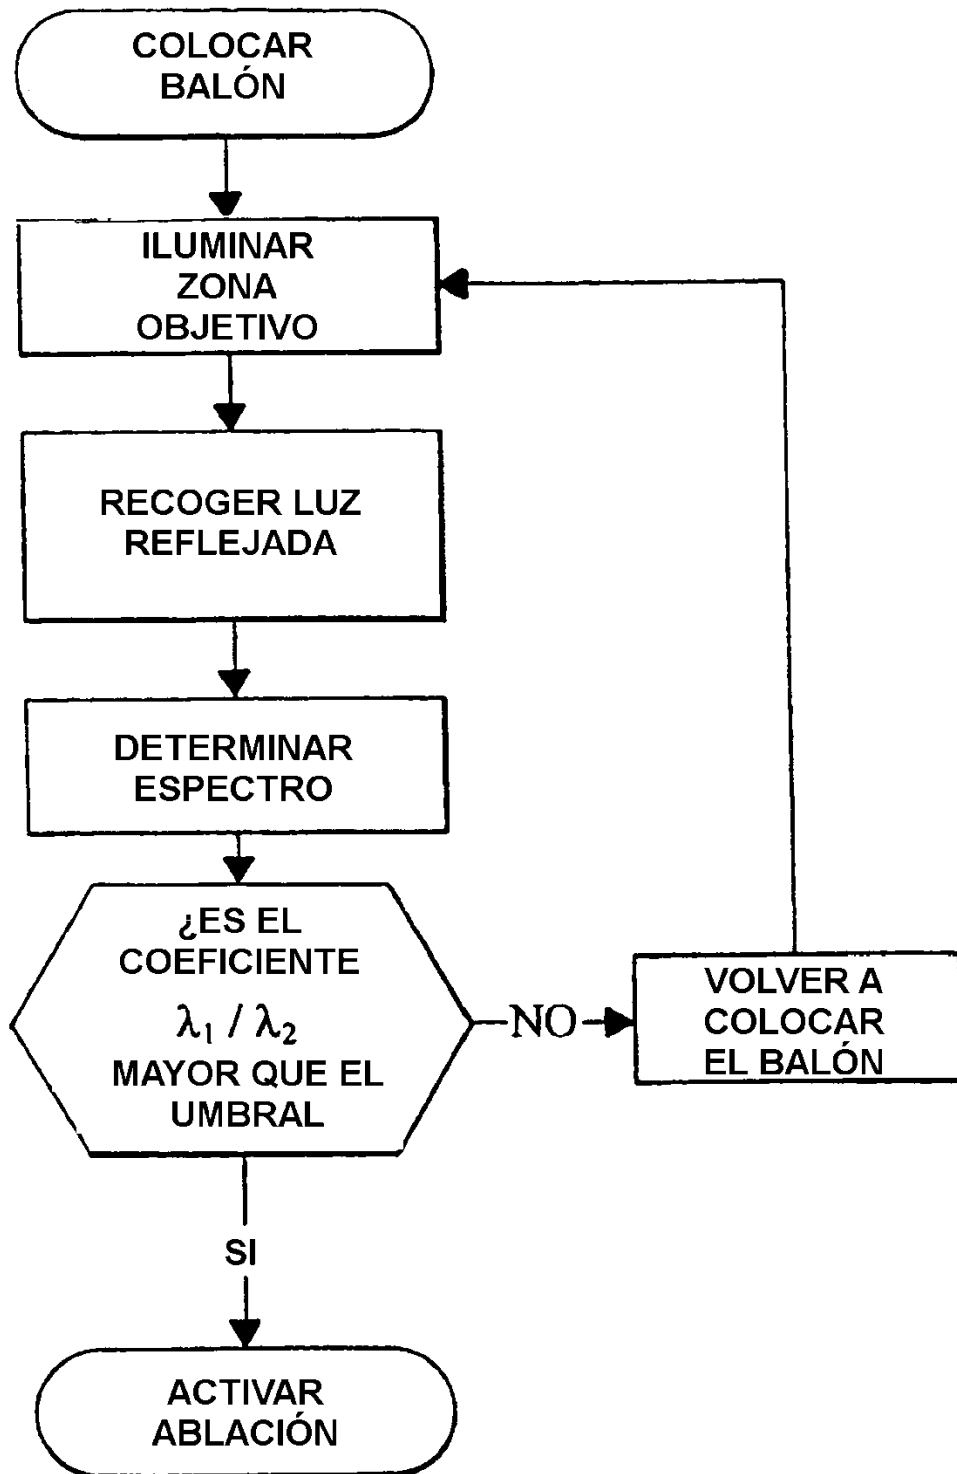 COLOCAR
BALÓN
ILUMINAR
ZONA
OBJETIVO
RECOGER LUZ
REFLEJADA
DETERMINAR
ESPECTRO
¿ES EL
COEFICIENTE
λ₁ / λ₂
MAYOR QUE EL
UMBRAL
NO
VOLVER A
COLOCAR
EL BALÓN
SI
ACTIVAR
ABLACIÓN